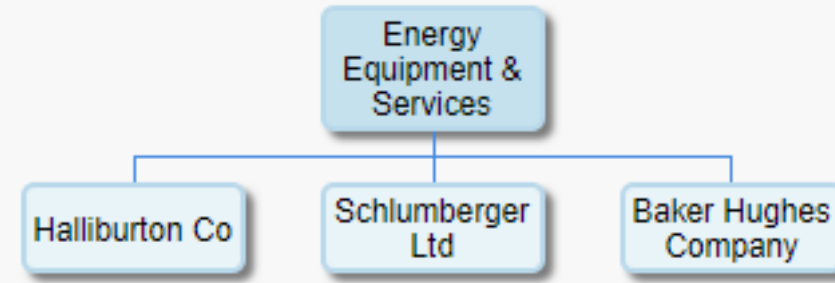 Energy
Equipment &
Services
Halliburton Co
Schlumberger
Ltd
Baker Hughes
Company